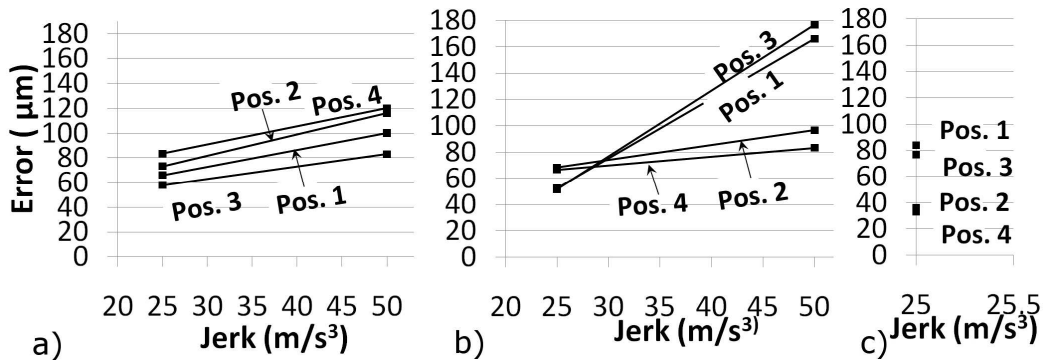 Error ( µm)
180
160
140
120
100
80
60
40
20
0
Pos. 2
Pos. 4
Pos. 3
Pos. 1
20 25 30 35 40 45 50
a)
Jerk (m/s³)
180
160
140
120
100
80
60
40
20
0
Pos. 3
Pos. 1
Pos. 4
Pos. 2
20 25 30 35 40 45 50
b)
Jerk (m/s³)
180
160
140
120
100
80
60
40
20
0
Pos. 1
Pos. 3
Pos. 2
Pos. 4
25 25,5
c)
Jerk (m/s³)